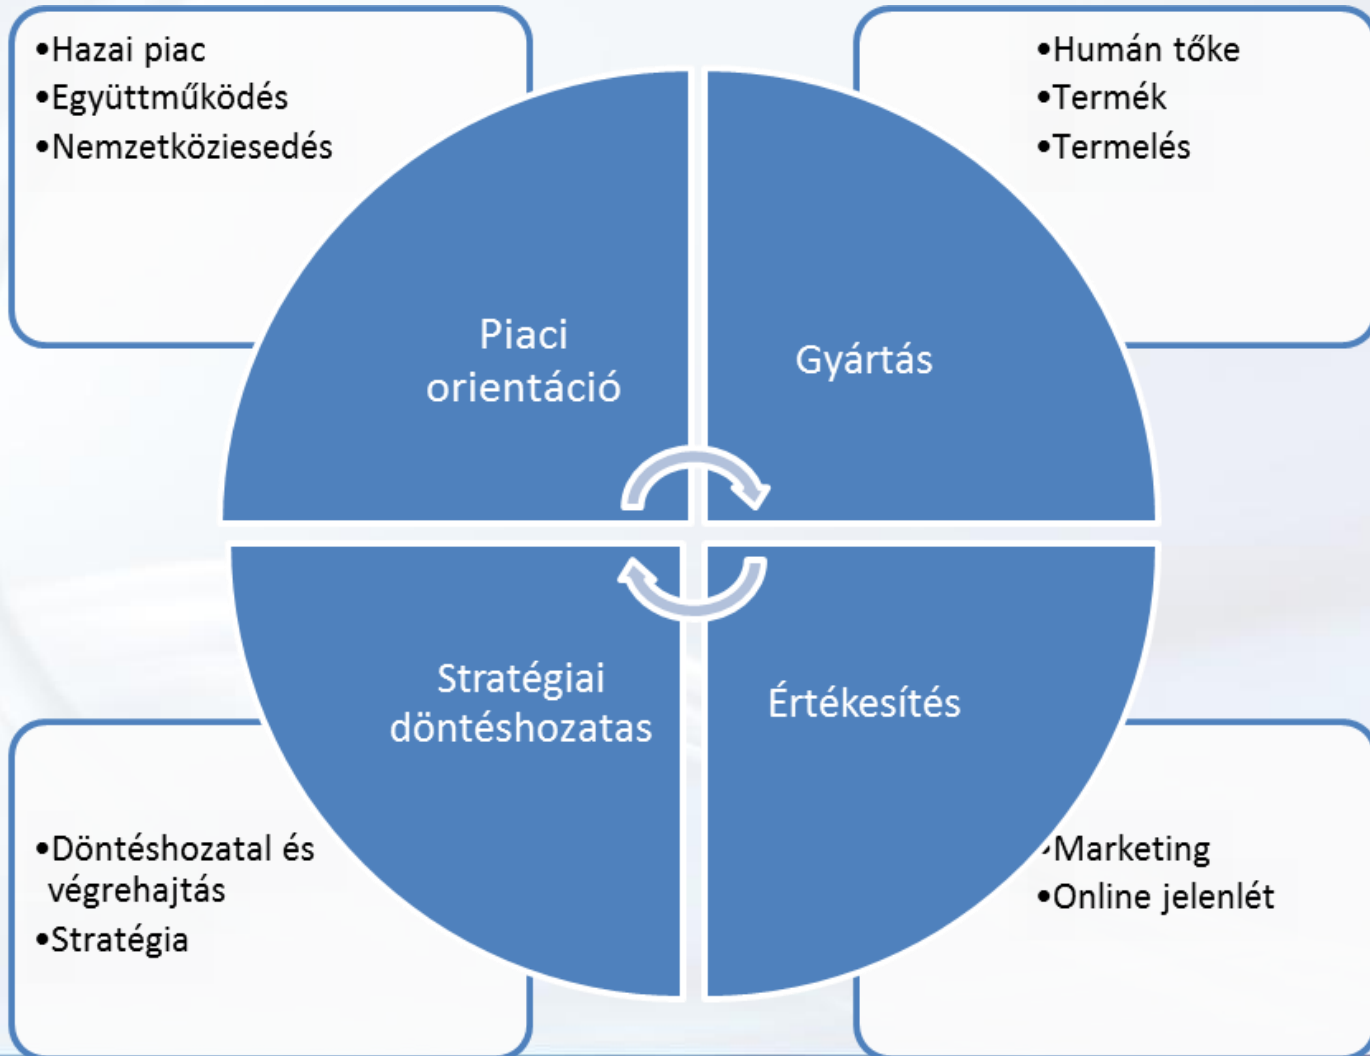 •Hazai piac
•Együttműködés
•Nemzetköziesedés
•Humán tőke
•Termék
•Termelés
Piaci
orientáció
Gyártás
Stratégiai
döntéshozatas
Értékesítés
•Döntéshozatal és
végrehajtás
•Stratégia
•Marketing
•Online jelenlét